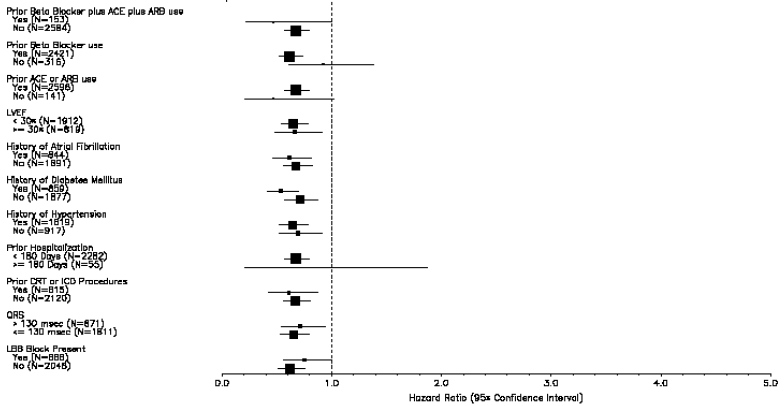 Prior Beta Blocker plus ACE plus ARB use
Yes (N=153)
No (N=2584)
Prior Beta Blocker use
Yes (N=2421)
No (N=316)
Prior ACE or ARB use
Yes (N=2596)
No (N=141)
LVEF
< 30% (N=1912)
>= 30% (N=819)
History of Atrial Fibrillation
Yes (N=844)
No (N=1891)
History of Diabetes Mellitus
Yes (N=859)
No (N=1877)
History of Hypertension
Yes (N=1819)
No (N=917)
Prior Hospitalization
< 180 Days (N=2282)
>= 180 Days (N=55)
Prior CRT or ICD Procedures
Yes (N=615)
No (N=2120)
QRS
> 130 msec (N=871)
<= 130 msec (N=1811)
LBB Block Present
Yes (N=688)
No (N=2046)
0.0 1.0 2.0 3.0 4.0 5.0
Hazard Ratio (95% Confidence Interval)